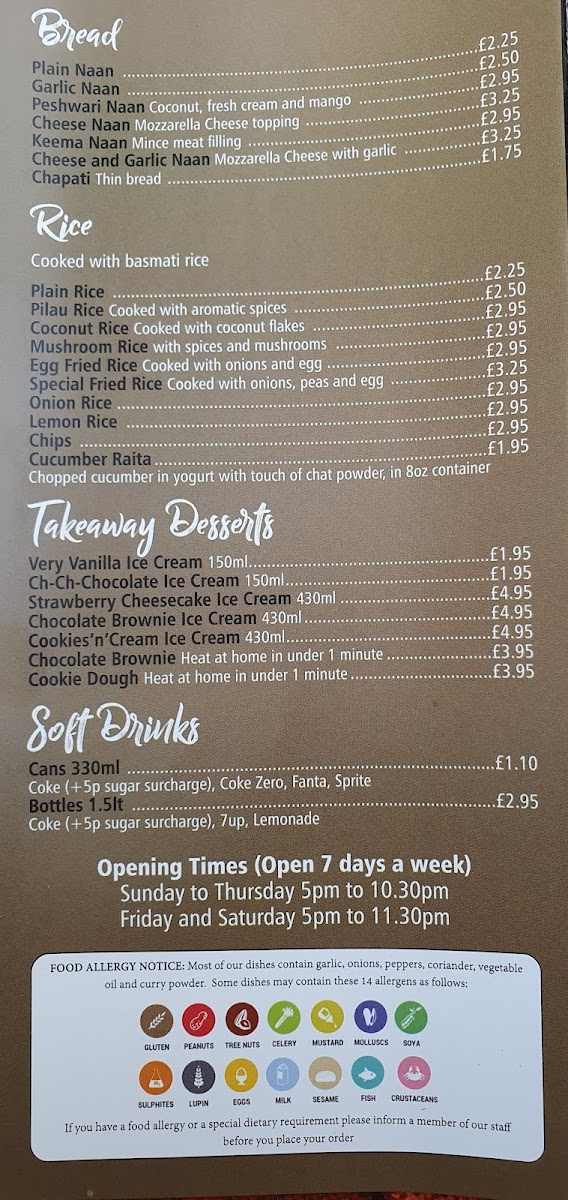 Bread
Plain Naan ........ £2.25
Garlic Naan ........ £2.50
Peshwari Naan Coconut, fresh cream and mango ........ £2.95
Cheese Naan Mozzarella Cheese topping ........ £3.25
Keema Naan Mince meat filling ........ £2.95
Cheese and Garlic Naan Mozzarella Cheese with garlic ........ £3.25
Chapati Thin bread ........ £1.75
Rice
Cooked with basmati rice
Plain Rice ........ £2.25
Pilau Rice Cooked with aromatic spices ........ £2.50
Coconut Rice Cooked with coconut flakes ........ £2.95
Mushroom Rice with spices and mushrooms ........ £2.95
Egg Fried Rice Cooked with onions and egg ........ £2.95
Special Fried Rice Cooked with onions, peas and egg ........ £3.25
Onion Rice ........ £2.95
Lemon Rice ........ £2.95
Chips ........ £2.95
Cucumber Raita ........ £1.95
Chopped cucumber in yogurt with touch of chat powder, in 8oz container
Takeaway Desserts
Very Vanilla Ice Cream 150ml ........ £1.95
Ch-Ch-Chocolate Ice Cream 150ml ........ £1.95
Strawberry Cheesecake Ice Cream 430ml ........ £4.95
Chocolate Brownie Ice Cream 430ml ........ £4.95
Cookies'n'Cream Ice Cream 430ml ........ £4.95
Chocolate Brownie Heat at home in under 1 minute ........ £3.95
Cookie Dough Heat at home in under 1 minute ........ £3.95
Soft Drinks
Cans 330ml ........ £1.10
Coke (+5p sugar surcharge), Coke Zero, Fanta, Sprite
Bottles 1.5lt ........ £2.95
Coke (+5p sugar surcharge), 7up, Lemonade
Opening Times (Open 7 days a week)
Sunday to Thursday 5pm to 10.30pm
Friday and Saturday 5pm to 11.30pm
FOOD ALLERGY NOTICE: Most of our dishes contain garlic, onions, peppers, coriander, vegetable
oil and curry powder. Some dishes may contain these 14 allergens as follows:
GLUTEN PEANUTS TREE NUTS CELERY MUSTARD MOLLUSCS SOYA
SULPHITES LUPIN EGGS MILK SESAME FISH CRUSTACEANS
If you have a food allergy or a special dietary requirement please inform a member of our staff
before you place your order